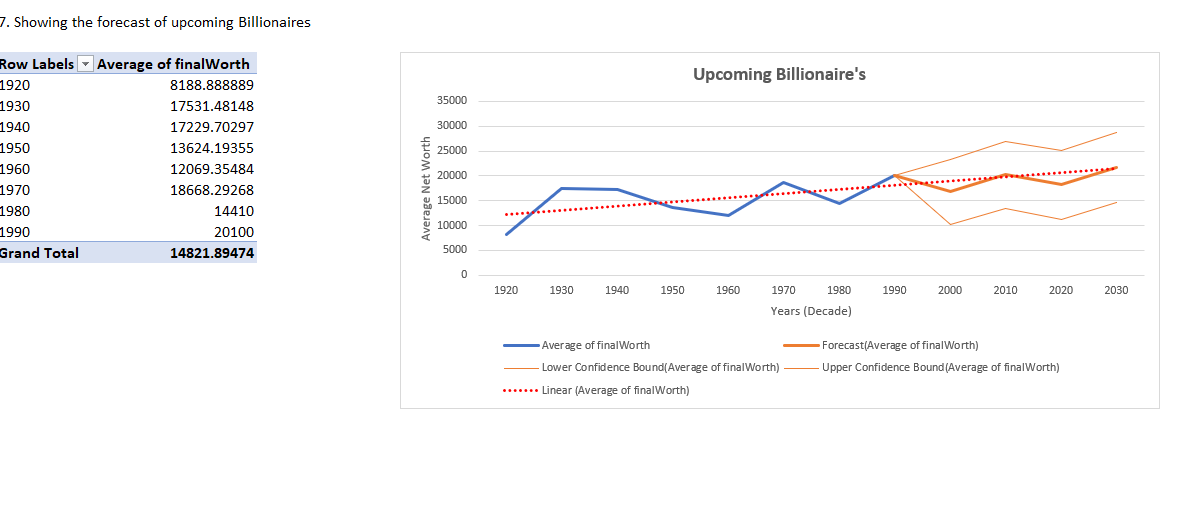 7. Showing the forecast of upcoming Billionaires
Row Labels Average of finalWorth
1920 8188.888889
1930 17531.48148
1940 17229.70297
1950 13624.19355
1960 12069.35484
1970 18668.29268
1980 14410
1990 20100
Grand Total 14821.89474
Upcoming Billionaire's
35000
30000
25000
20000
15000
10000
5000
0
Average Net Worth
1920 1930 1940 1950 1960 1970 1980 1990 2000 2010 2020 2030
Years (Decade)
Average of finalWorth Forecast(Average of finalWorth)
Lower Confidence Bound(Average of finalWorth) Upper Confidence Bound(Average of finalWorth)
Linear (Average of finalWorth)